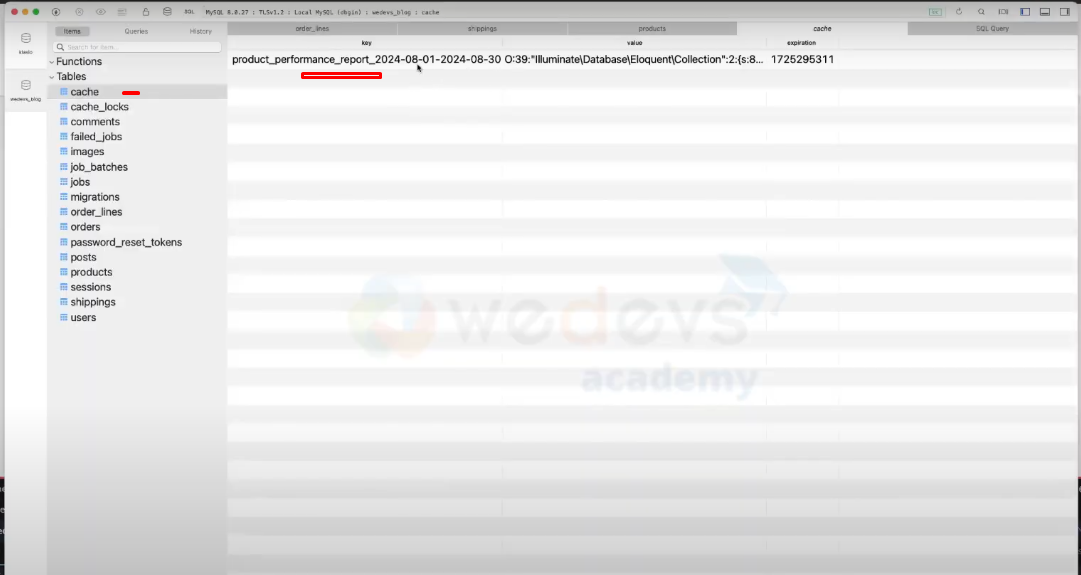 SQL MySQL 8.0.27 : TLSv1.2 : Local MySQL (dbgin) : wedevs_blog : cache
Items Queries History
Search for item...
Functions
Tables
cache
cache_locks
comments
failed_jobs
images
job_batches
jobs
migrations
order_lines
orders
password_reset_tokens
posts
products
sessions
shippings
users
wedevs_blog
order_lines shippings products cache SQL Query
key value expiration
product_performance_report_2024-08-01-2024-08-30 O:39:"Illuminate\Database\Eloquent\Collection":2:{s:8... 1725295311
wedevs
academy